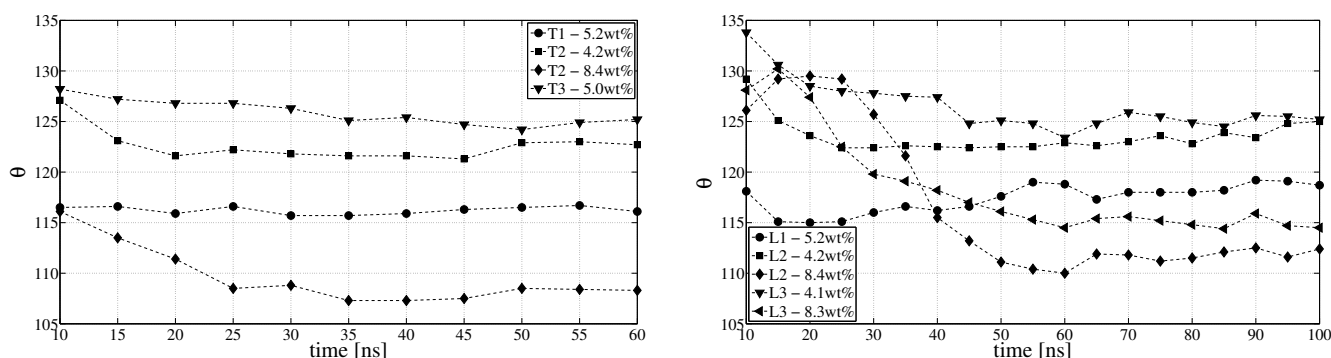 135
130
125
120
115
110
105
θ
10 15 20 25 30 35 40 45 50 55 60
time [ns]
T1 − 5.2wt%
T2 − 4.2wt%
T2 − 8.4wt%
T3 − 5.0wt%
135
130
125
120
115
110
105
θ
10 20 30 40 50 60 70 80 90 100
time [ns]
L1 − 5.2wt%
L2 − 4.2wt%
L2 − 8.4wt%
L3 − 4.1wt%
L3 − 8.3wt%